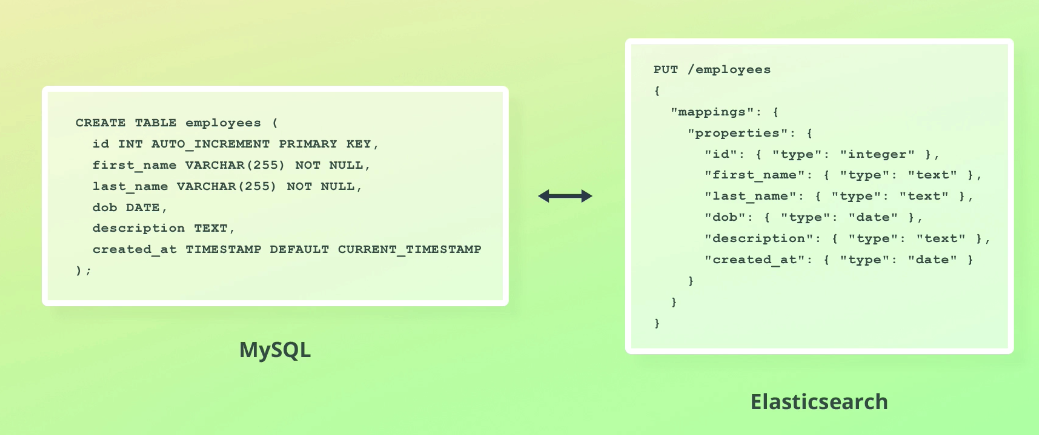 CREATE TABLE employees (
  id INT AUTO_INCREMENT PRIMARY KEY,
  first_name VARCHAR(255) NOT NULL,
  last_name VARCHAR(255) NOT NULL,
  dob DATE,
  description TEXT,
  created_at TIMESTAMP DEFAULT CURRENT_TIMESTAMP
);
MySQL
PUT /employees
{
  "mappings": {
    "properties": {
      "id": { "type": "integer" },
      "first_name": { "type": "text" },
      "last_name": { "type": "text" },
      "dob": { "type": "date" },
      "description": { "type": "text" },
      "created_at": { "type": "date" }
    }
  }
}
Elasticsearch